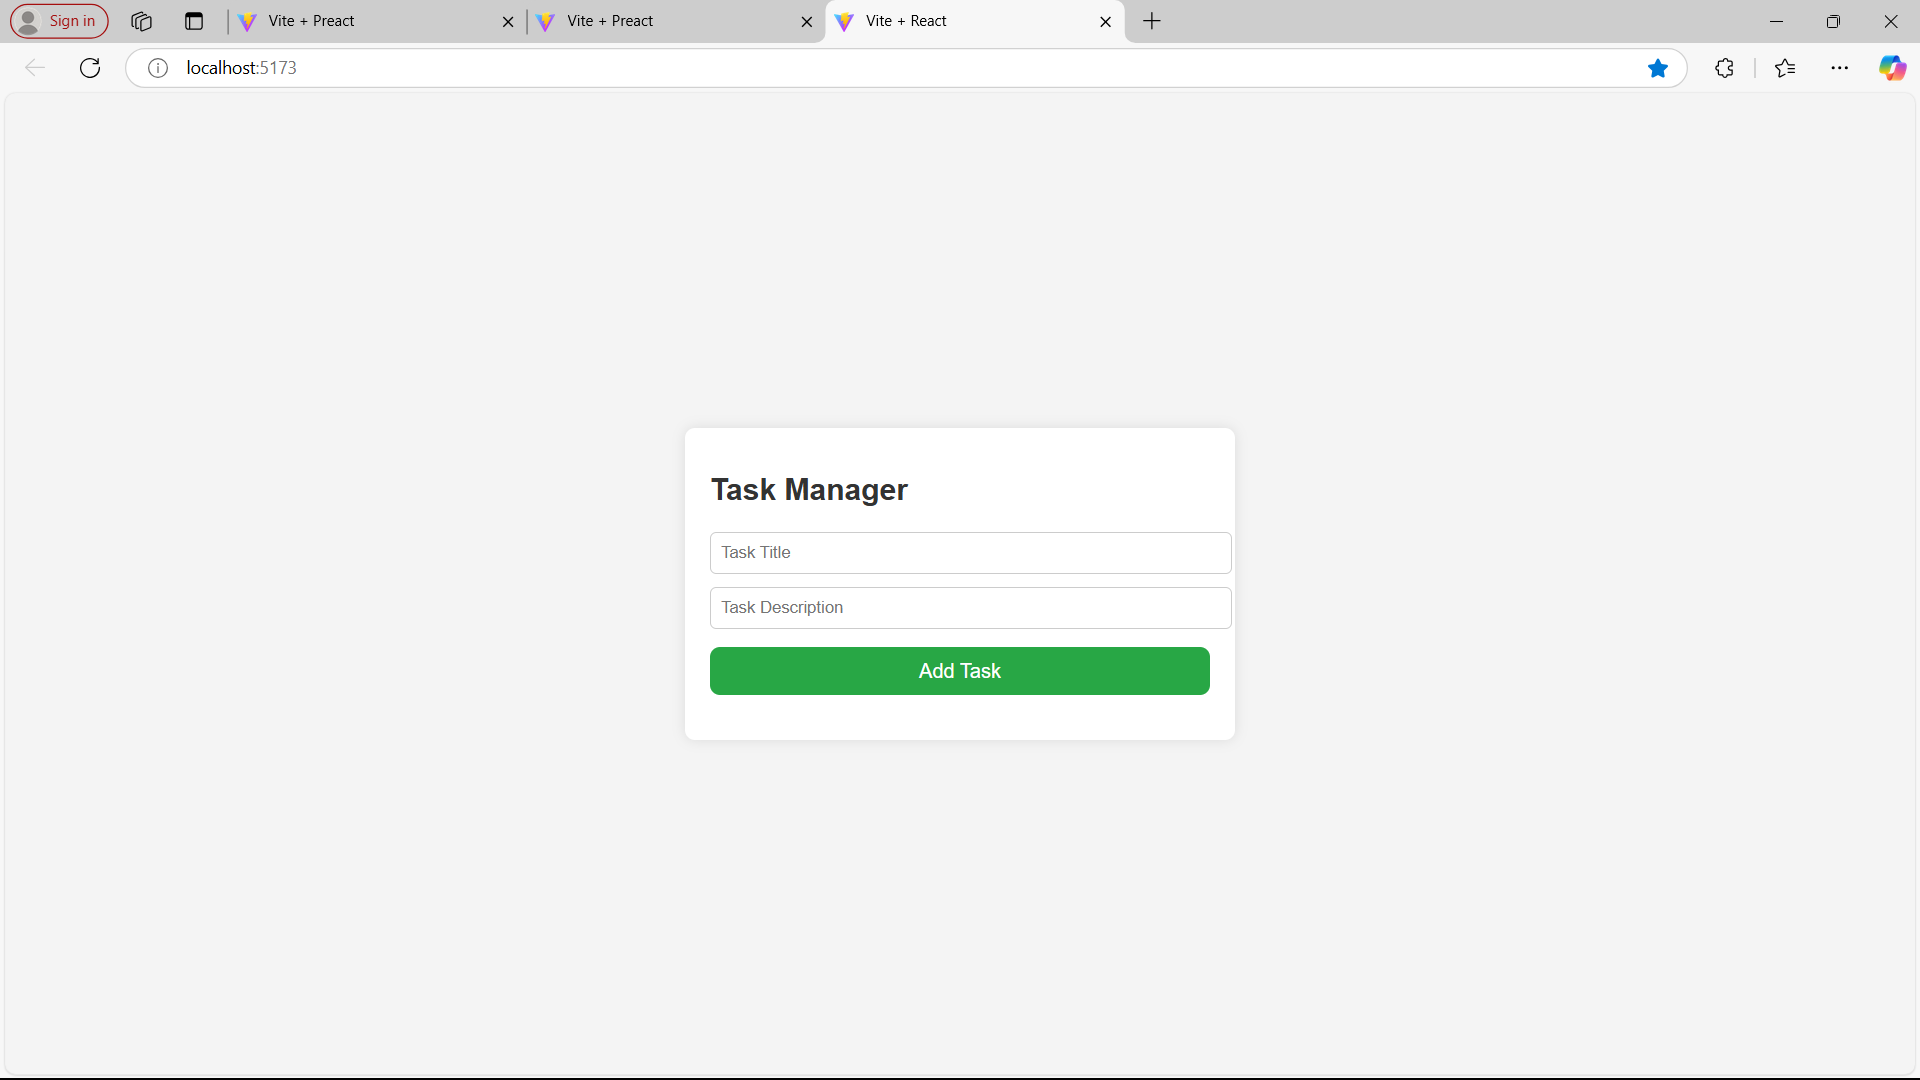 Sign in
Vite + Preact
Vite + Preact
Vite + React
localhost:5173
Task Manager
Task Title
Task Description
Add Task